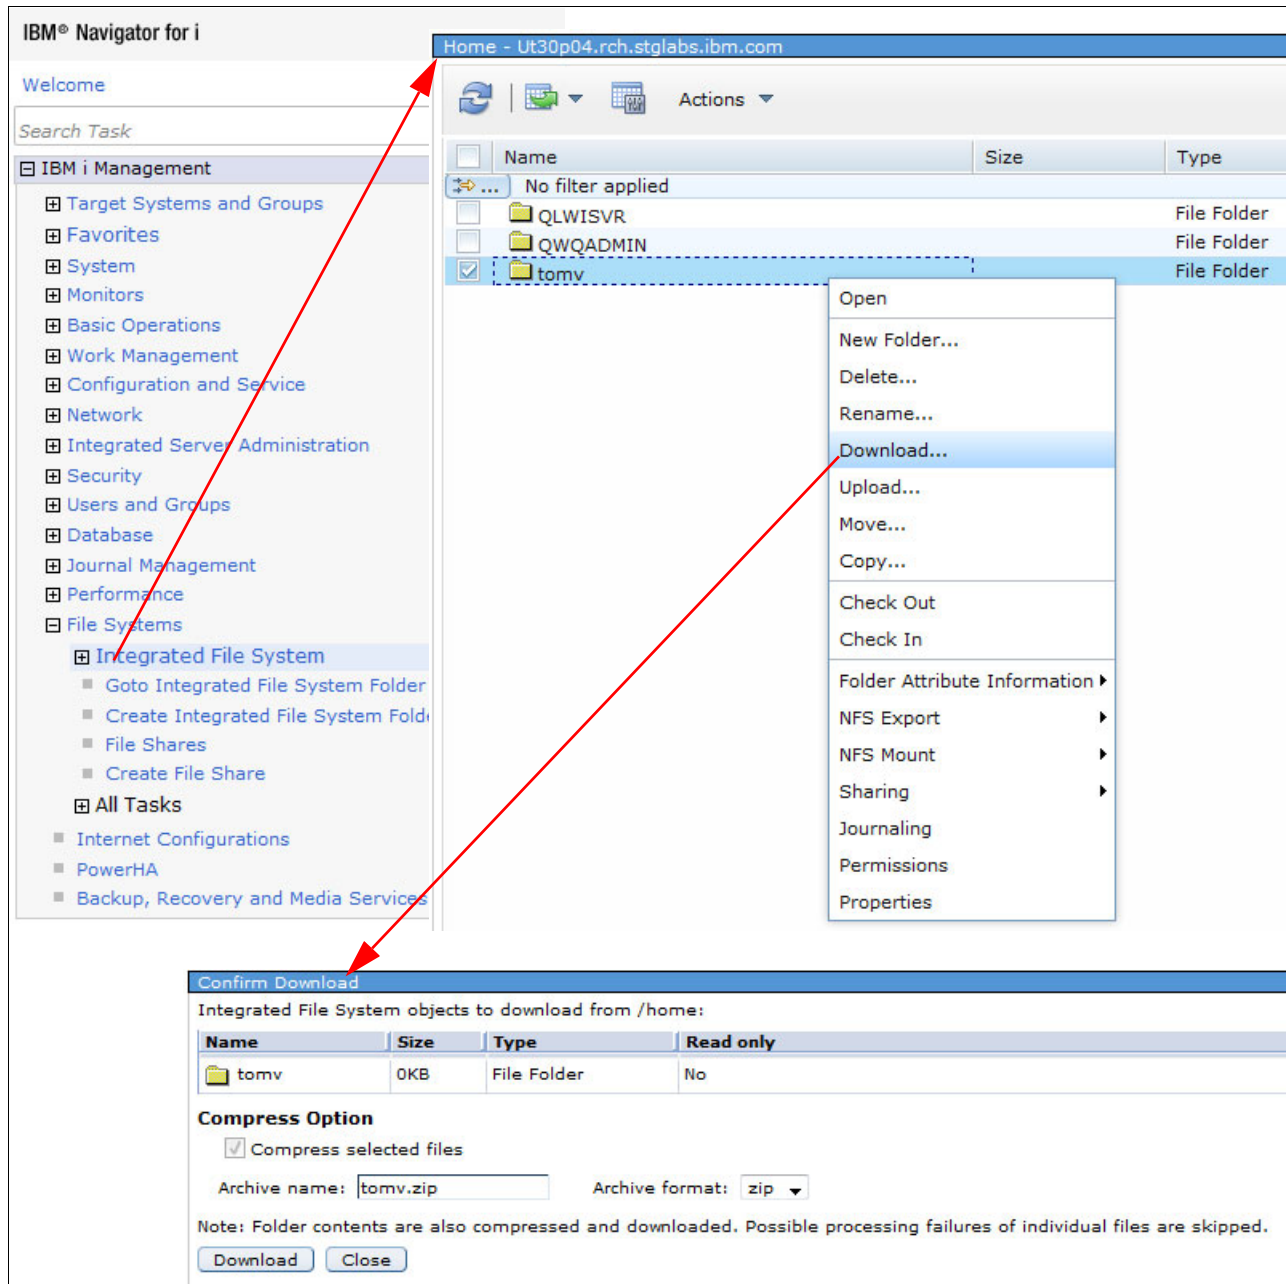 IBM® Navigator for i
Welcome
Search Task
IBM i Management
Target Systems and Groups
Favorites
System
Monitors
Basic Operations
Work Management
Configuration and Service
Network
Integrated Server Administration
Security
Users and Groups
Database
Journal Management
Performance
File Systems
Integrated File System
Goto Integrated File System Folder
Create Integrated File System Folde
File Shares
Create File Share
All Tasks
Internet Configurations
PowerHA
Backup, Recovery and Media Services
Home - Ut30p04.rch.stglabs.ibm.com
Actions
Name Size Type
... No filter applied
QLWISVR File Folder
QWQADMIN File Folder
tomv File Folder
Open
New Folder...
Delete...
Rename...
Download...
Upload...
Move...
Copy...
Check Out
Check In
Folder Attribute Information
NFS Export
NFS Mount
Sharing
Journaling
Permissions
Properties
Confirm Download
Integrated File System objects to download from /home:
Name Size Type Read only
tomv 0KB File Folder No
Compress Option
Compress selected files
Archive name: tomv.zip Archive format: zip
Note: Folder contents are also compressed and downloaded. Possible processing failures of individual files are skipped.
Download Close